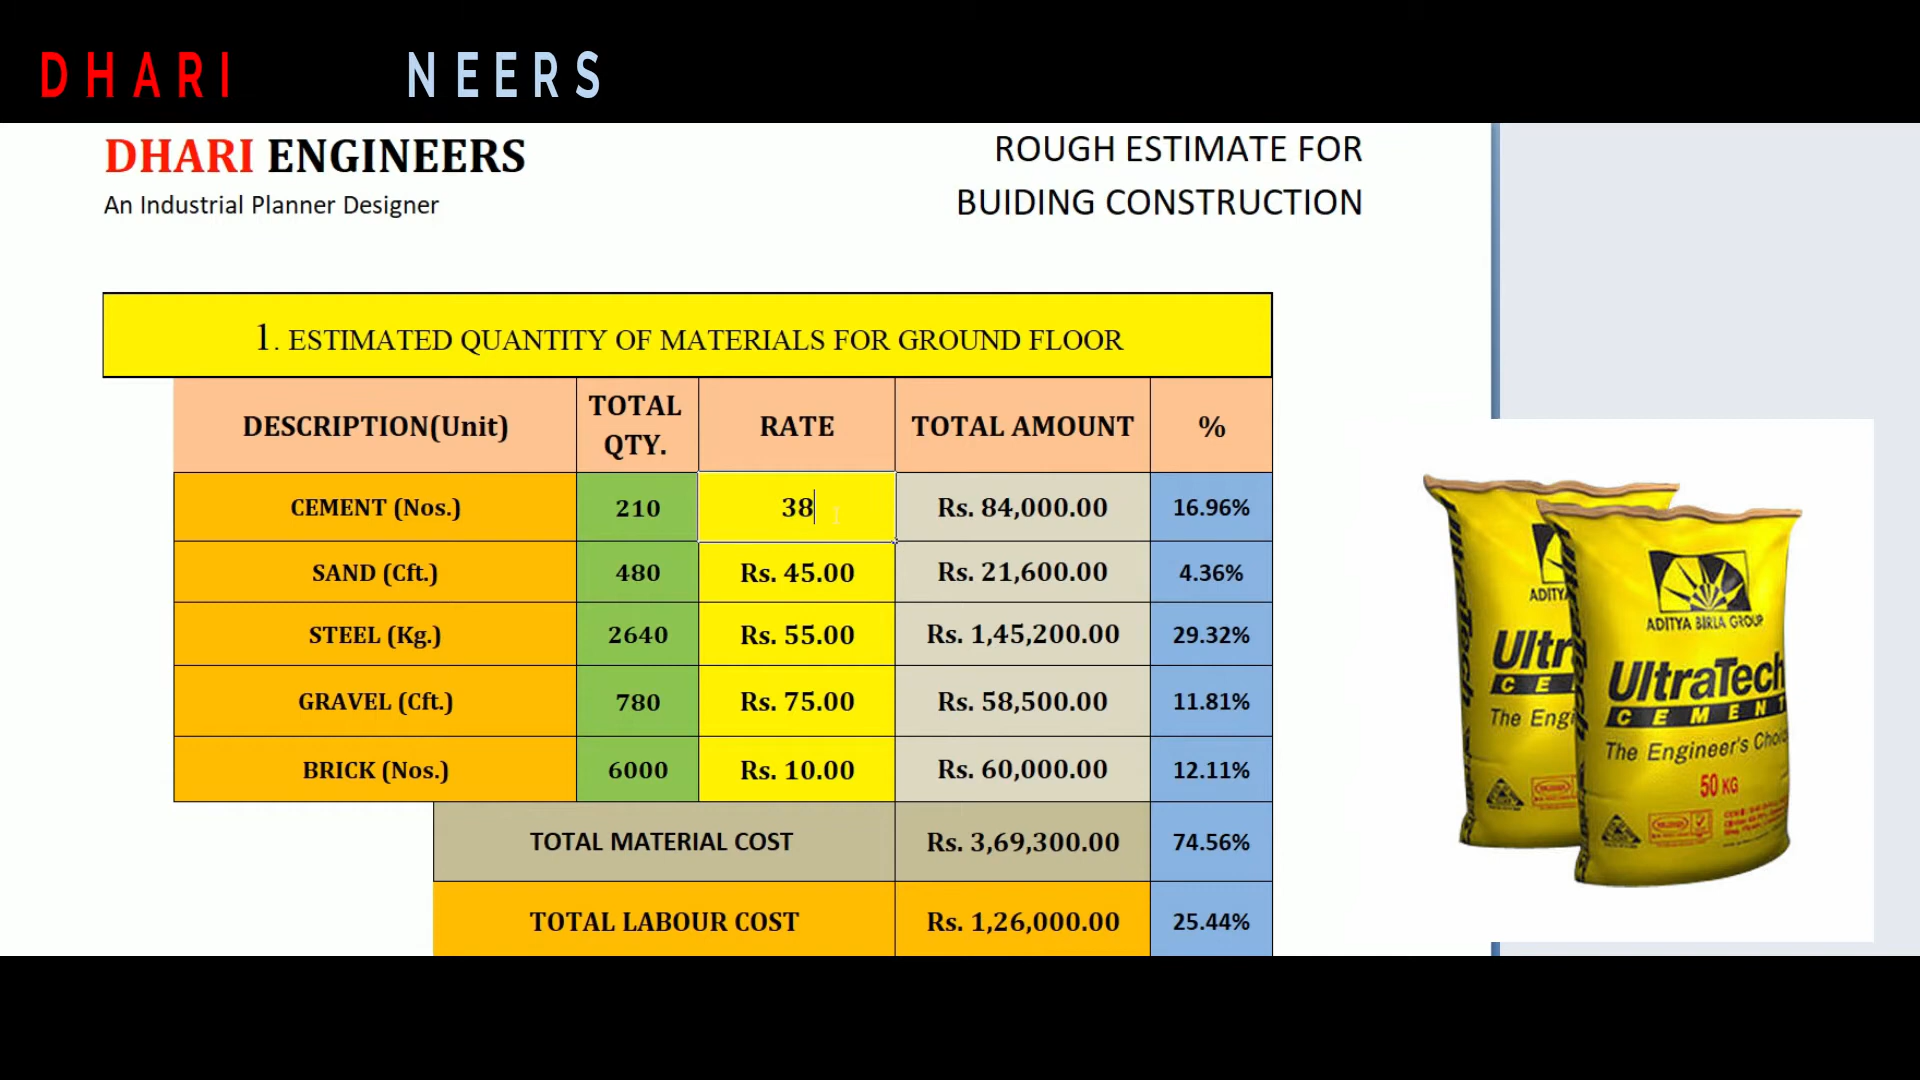 DHARI NEERS
DHARI ENGINEERS
An Industrial Planner Designer
ROUGH ESTIMATE FOR
BUIDING CONSTRUCTION
1. ESTIMATED QUANTITY OF MATERIALS FOR GROUND FLOOR
DESCRIPTION(Unit) TOTAL QTY. RATE TOTAL AMOUNT %
CEMENT (Nos.) 210 38 Rs. 84,000.00 16.96%
SAND (Cft.) 480 Rs. 45.00 Rs. 21,600.00 4.36%
STEEL (Kg.) 2640 Rs. 55.00 Rs. 1,45,200.00 29.32%
GRAVEL (Cft.) 780 Rs. 75.00 Rs. 58,500.00 11.81%
BRICK (Nos.) 6000 Rs. 10.00 Rs. 60,000.00 12.11%
TOTAL MATERIAL COST Rs. 3,69,300.00 74.56%
TOTAL LABOUR COST Rs. 1,26,000.00 25.44%
ADITYA BIRLA GROUP
UltraTech
CEMENT
The Engineer's Choice
50 KG